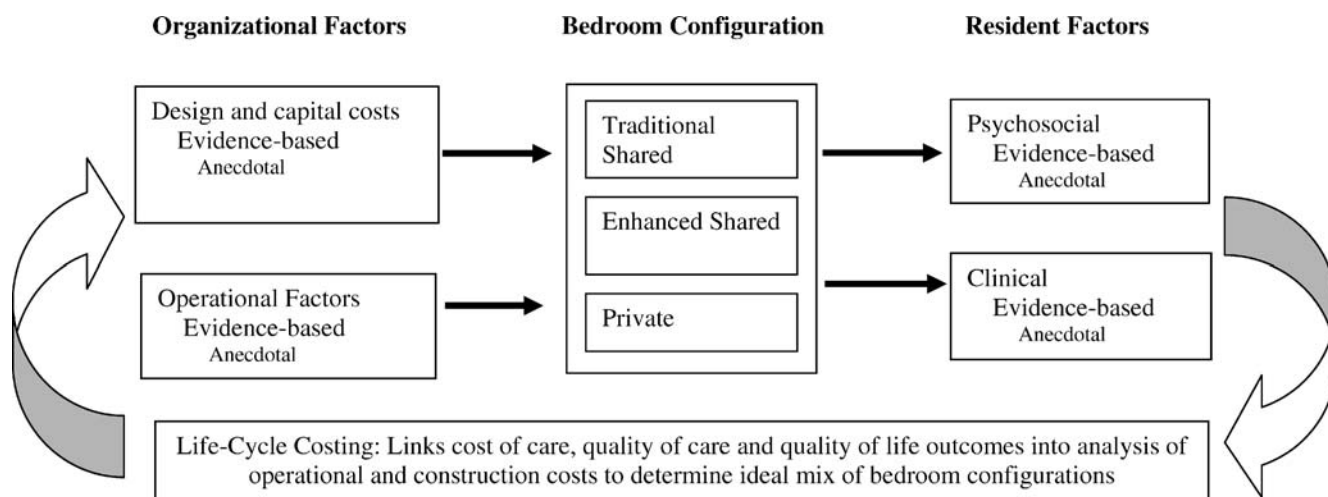 Organizational Factors
Bedroom Configuration
Resident Factors
Design and capital costs
Evidence-based
Anecdotal
Operational Factors
Evidence-based
Anecdotal
Traditional
Shared
Enhanced Shared
Private
Psychosocial
Evidence-based
Anecdotal
Clinical
Evidence-based
Anecdotal
Life-Cycle Costing: Links cost of care, quality of care and quality of life outcomes into analysis of
operational and construction costs to determine ideal mix of bedroom configurations